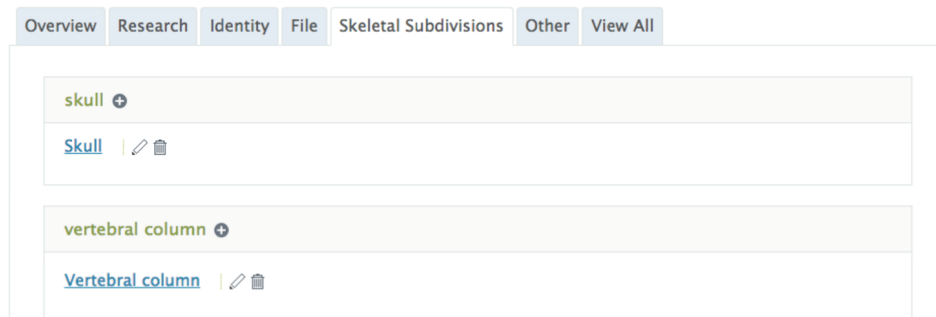 Overview Research Identity File Skeletal Subdivisions Other View All
skull
Skull
vertebral column
Vertebral column